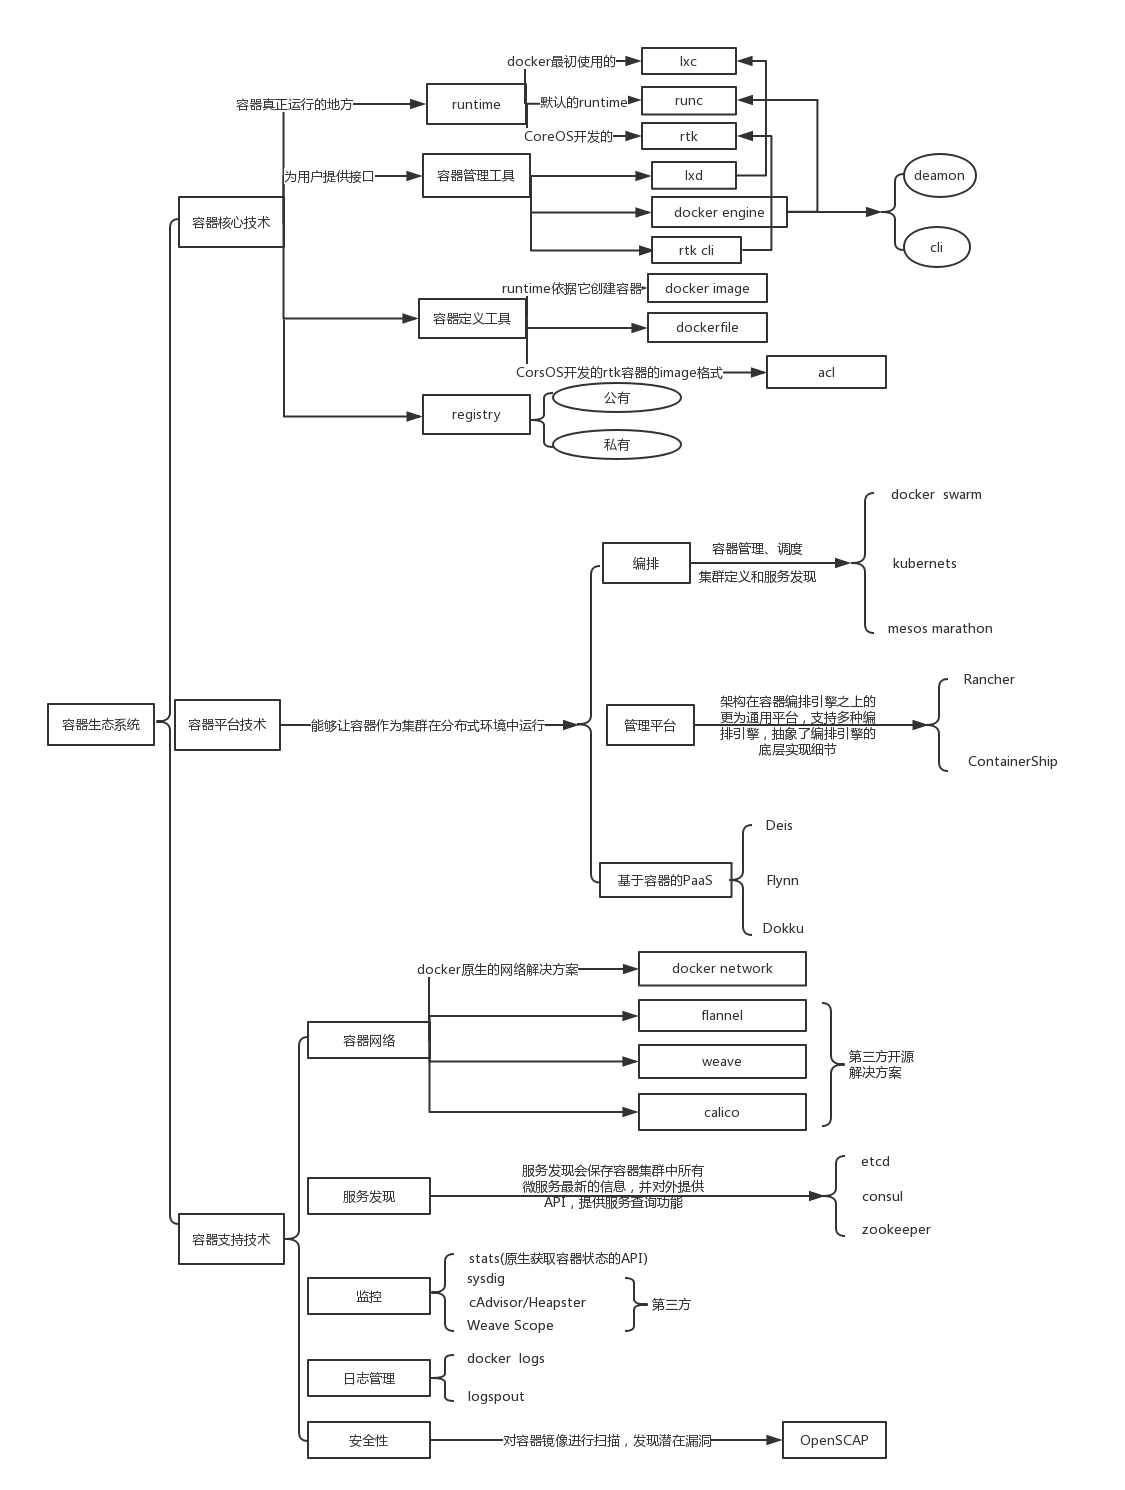 docker最初使用的
lxc
容器真正运行的地方
runtime
默认的runtime
runc
CoreOS开发的
rtk
为用户提供接口
容器管理工具
lxd
deamon
容器核心技术
docker engine
cli
rtk cli
runtime依据它创建容器
docker image
容器定义工具
dockerfile
CorsOS开发的rtk容器的image格式
acl
registry
公有
私有
docker  swarm
编排
容器管理、调度
集群定义和服务发现
kubernets
mesos marathon
Rancher
容器生态系统
容器平台技术
能够让容器作为集群在分布式环境中运行
管理平台
架构在容器编排引擎之上的
更为通用平台，支持多种编
排引擎，抽象了编排引擎的
底层实现细节
ContainerShip
Deis
基于容器的PaaS
Flynn
Dokku
docker原生的网络解决方案
docker network
容器网络
flannel
weave
第三方开源
解决方案
calico
服务发现
服务发现会保存容器集群中所有
微服务最新的信息，并对外提供
API，提供服务查询功能
etcd
consul
zookeeper
容器支持技术
监控
stats(原生获取容器状态的API)
sysdig
cAdvisor/Heapster
Weave Scope
第三方
日志管理
docker  logs
logspout
安全性
对容器镜像进行扫描，发现潜在漏洞
OpenSCAP